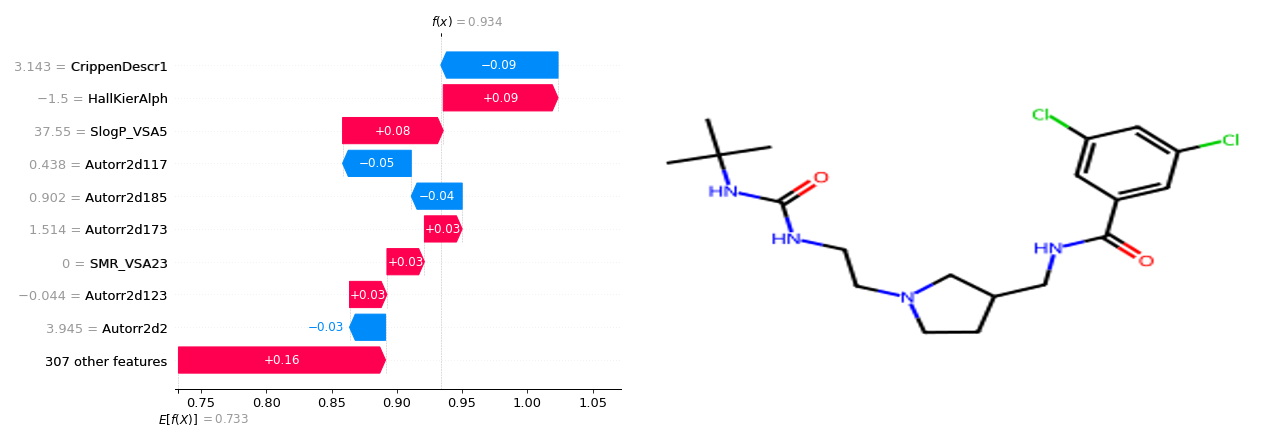 f(x) = 0.934
3.143 = CrippenDescr1
−0.09
−1.5 = HallKierAlph
+0.09
37.55 = SlogP_VSA5
+0.08
0.438 = Autorr2d117
−0.05
0.902 = Autorr2d185
−0.04
1.514 = Autorr2d173
+0.03
0 = SMR_VSA23
+0.03
−0.044 = Autorr2d123
+0.03
3.945 = Autorr2d2
−0.03
307 other features
+0.16
0.75 0.80 0.85 0.90 0.95 1.00 1.05
E[f(X)] = 0.733
Cl
Cl
HN
O
HN
HN
O
N